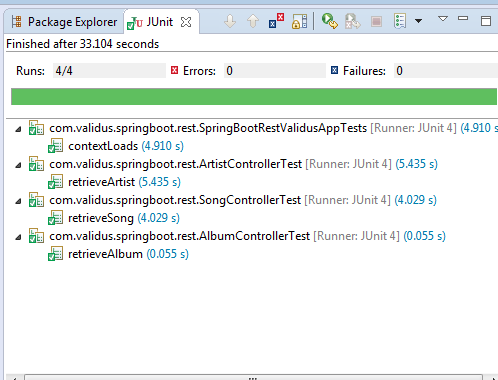 Package Explorer JUnit
Finished after 33.104 seconds
Runs: 4/4 Errors: 0 Failures: 0
com.validus.springboot.rest.SpringBootRestValidusAppTests [Runner: JUnit 4] (4.910 s)
contextLoads (4.910 s)
com.validus.springboot.rest.ArtistControllerTest [Runner: JUnit 4] (5.435 s)
retrieveArtist (5.435 s)
com.validus.springboot.rest.SongControllerTest [Runner: JUnit 4] (4.029 s)
retrieveSong (4.029 s)
com.validus.springboot.rest.AlbumControllerTest [Runner: JUnit 4] (0.055 s)
retrieveAlbum (0.055 s)